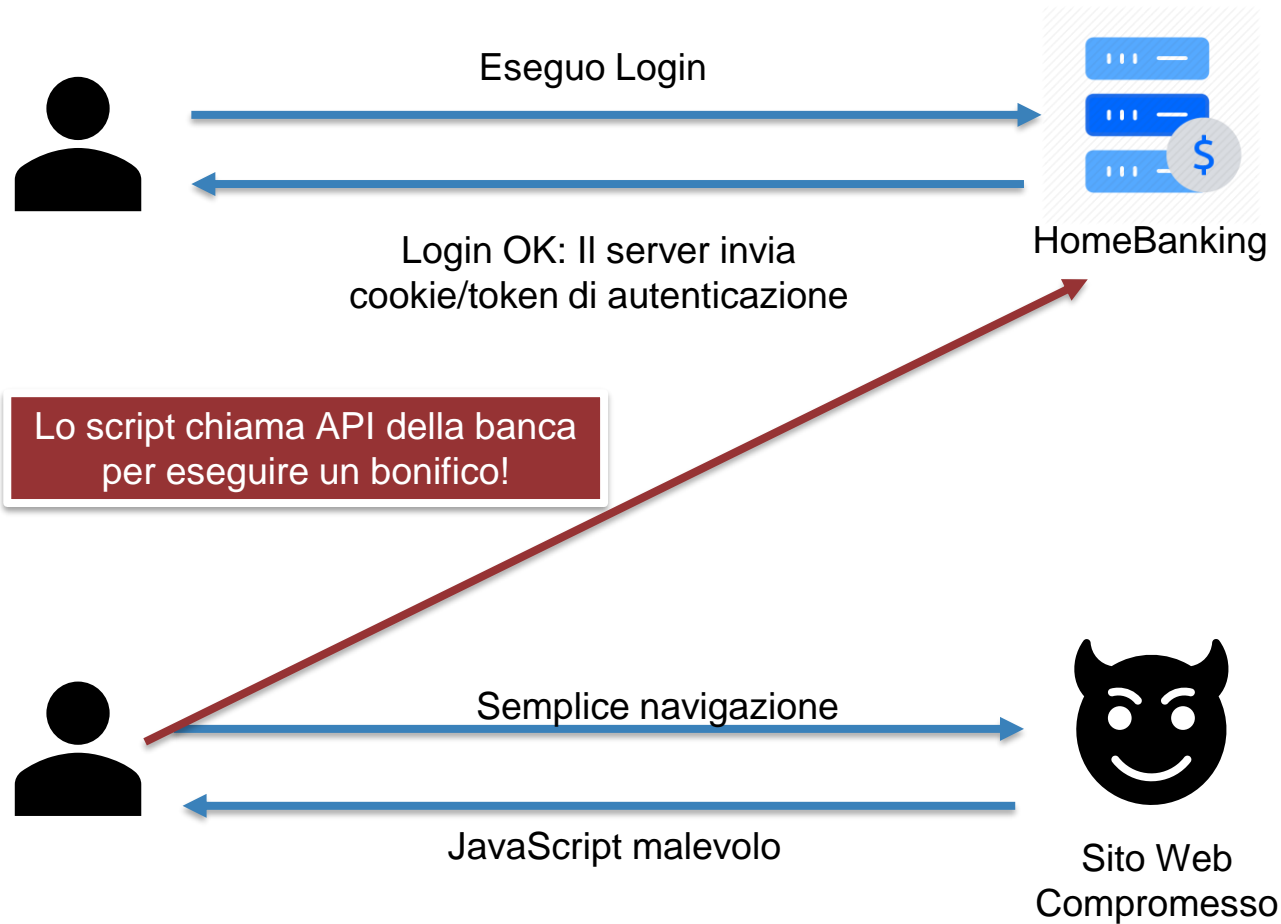 Eseguo Login
$
Login OK: Il server invia
cookie/token di autenticazione
HomeBanking
Lo script chiama API della banca
per eseguire un bonifico!
Semplice navigazione
JavaScript malevolo
Sito Web
Compromesso